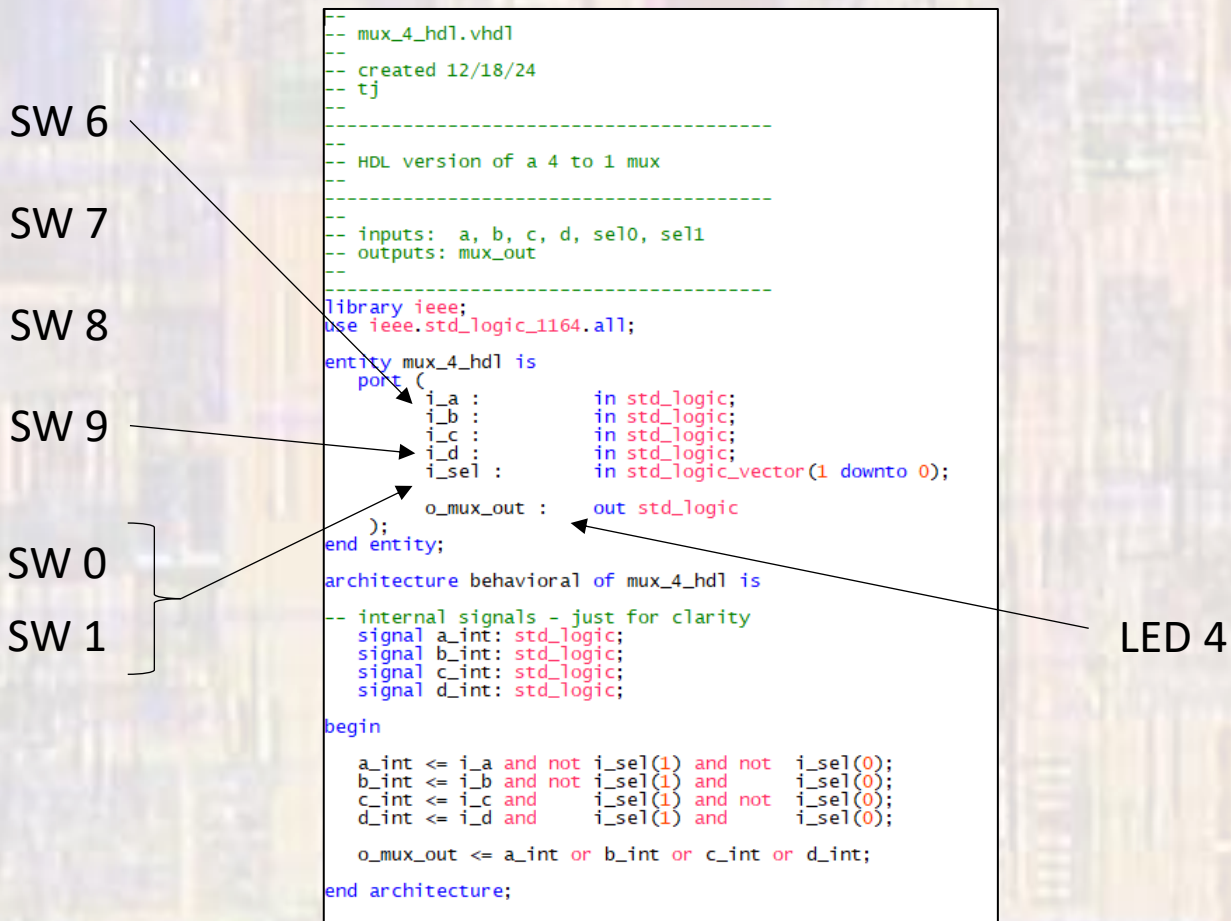 SW 6
SW 7
SW 8
SW 9
SW 0
SW 1
--
-- mux_4_hdl.vhdl
--
-- created 12/18/24
-- tj
--
----------------------------------------
--
-- HDL version of a 4 to 1 mux
--
----------------------------------------
--
-- inputs:  a, b, c, d, sel0, sel1
-- outputs: mux_out
--
----------------------------------------
library ieee;
use ieee.std_logic_1164.all;

entity mux_4_hdl is
   port (
         i_a :          in std_logic;
         i_b :          in std_logic;
         i_c :          in std_logic;
         i_d :          in std_logic;
         i_sel :        in std_logic_vector(1 downto 0);

         o_mux_out :    out std_logic
    );
end entity;

architecture behavioral of mux_4_hdl is

-- internal signals - just for clarity
   signal a_int: std_logic;
   signal b_int: std_logic;
   signal c_int: std_logic;
   signal d_int: std_logic;

begin

   a_int <= i_a and not i_sel(1) and not  i_sel(0);
   b_int <= i_b and not i_sel(1) and      i_sel(0);
   c_int <= i_c and     i_sel(1) and not  i_sel(0);
   d_int <= i_d and     i_sel(1) and      i_sel(0);

   o_mux_out <= a_int or b_int or c_int or d_int;

end architecture;
LED 4